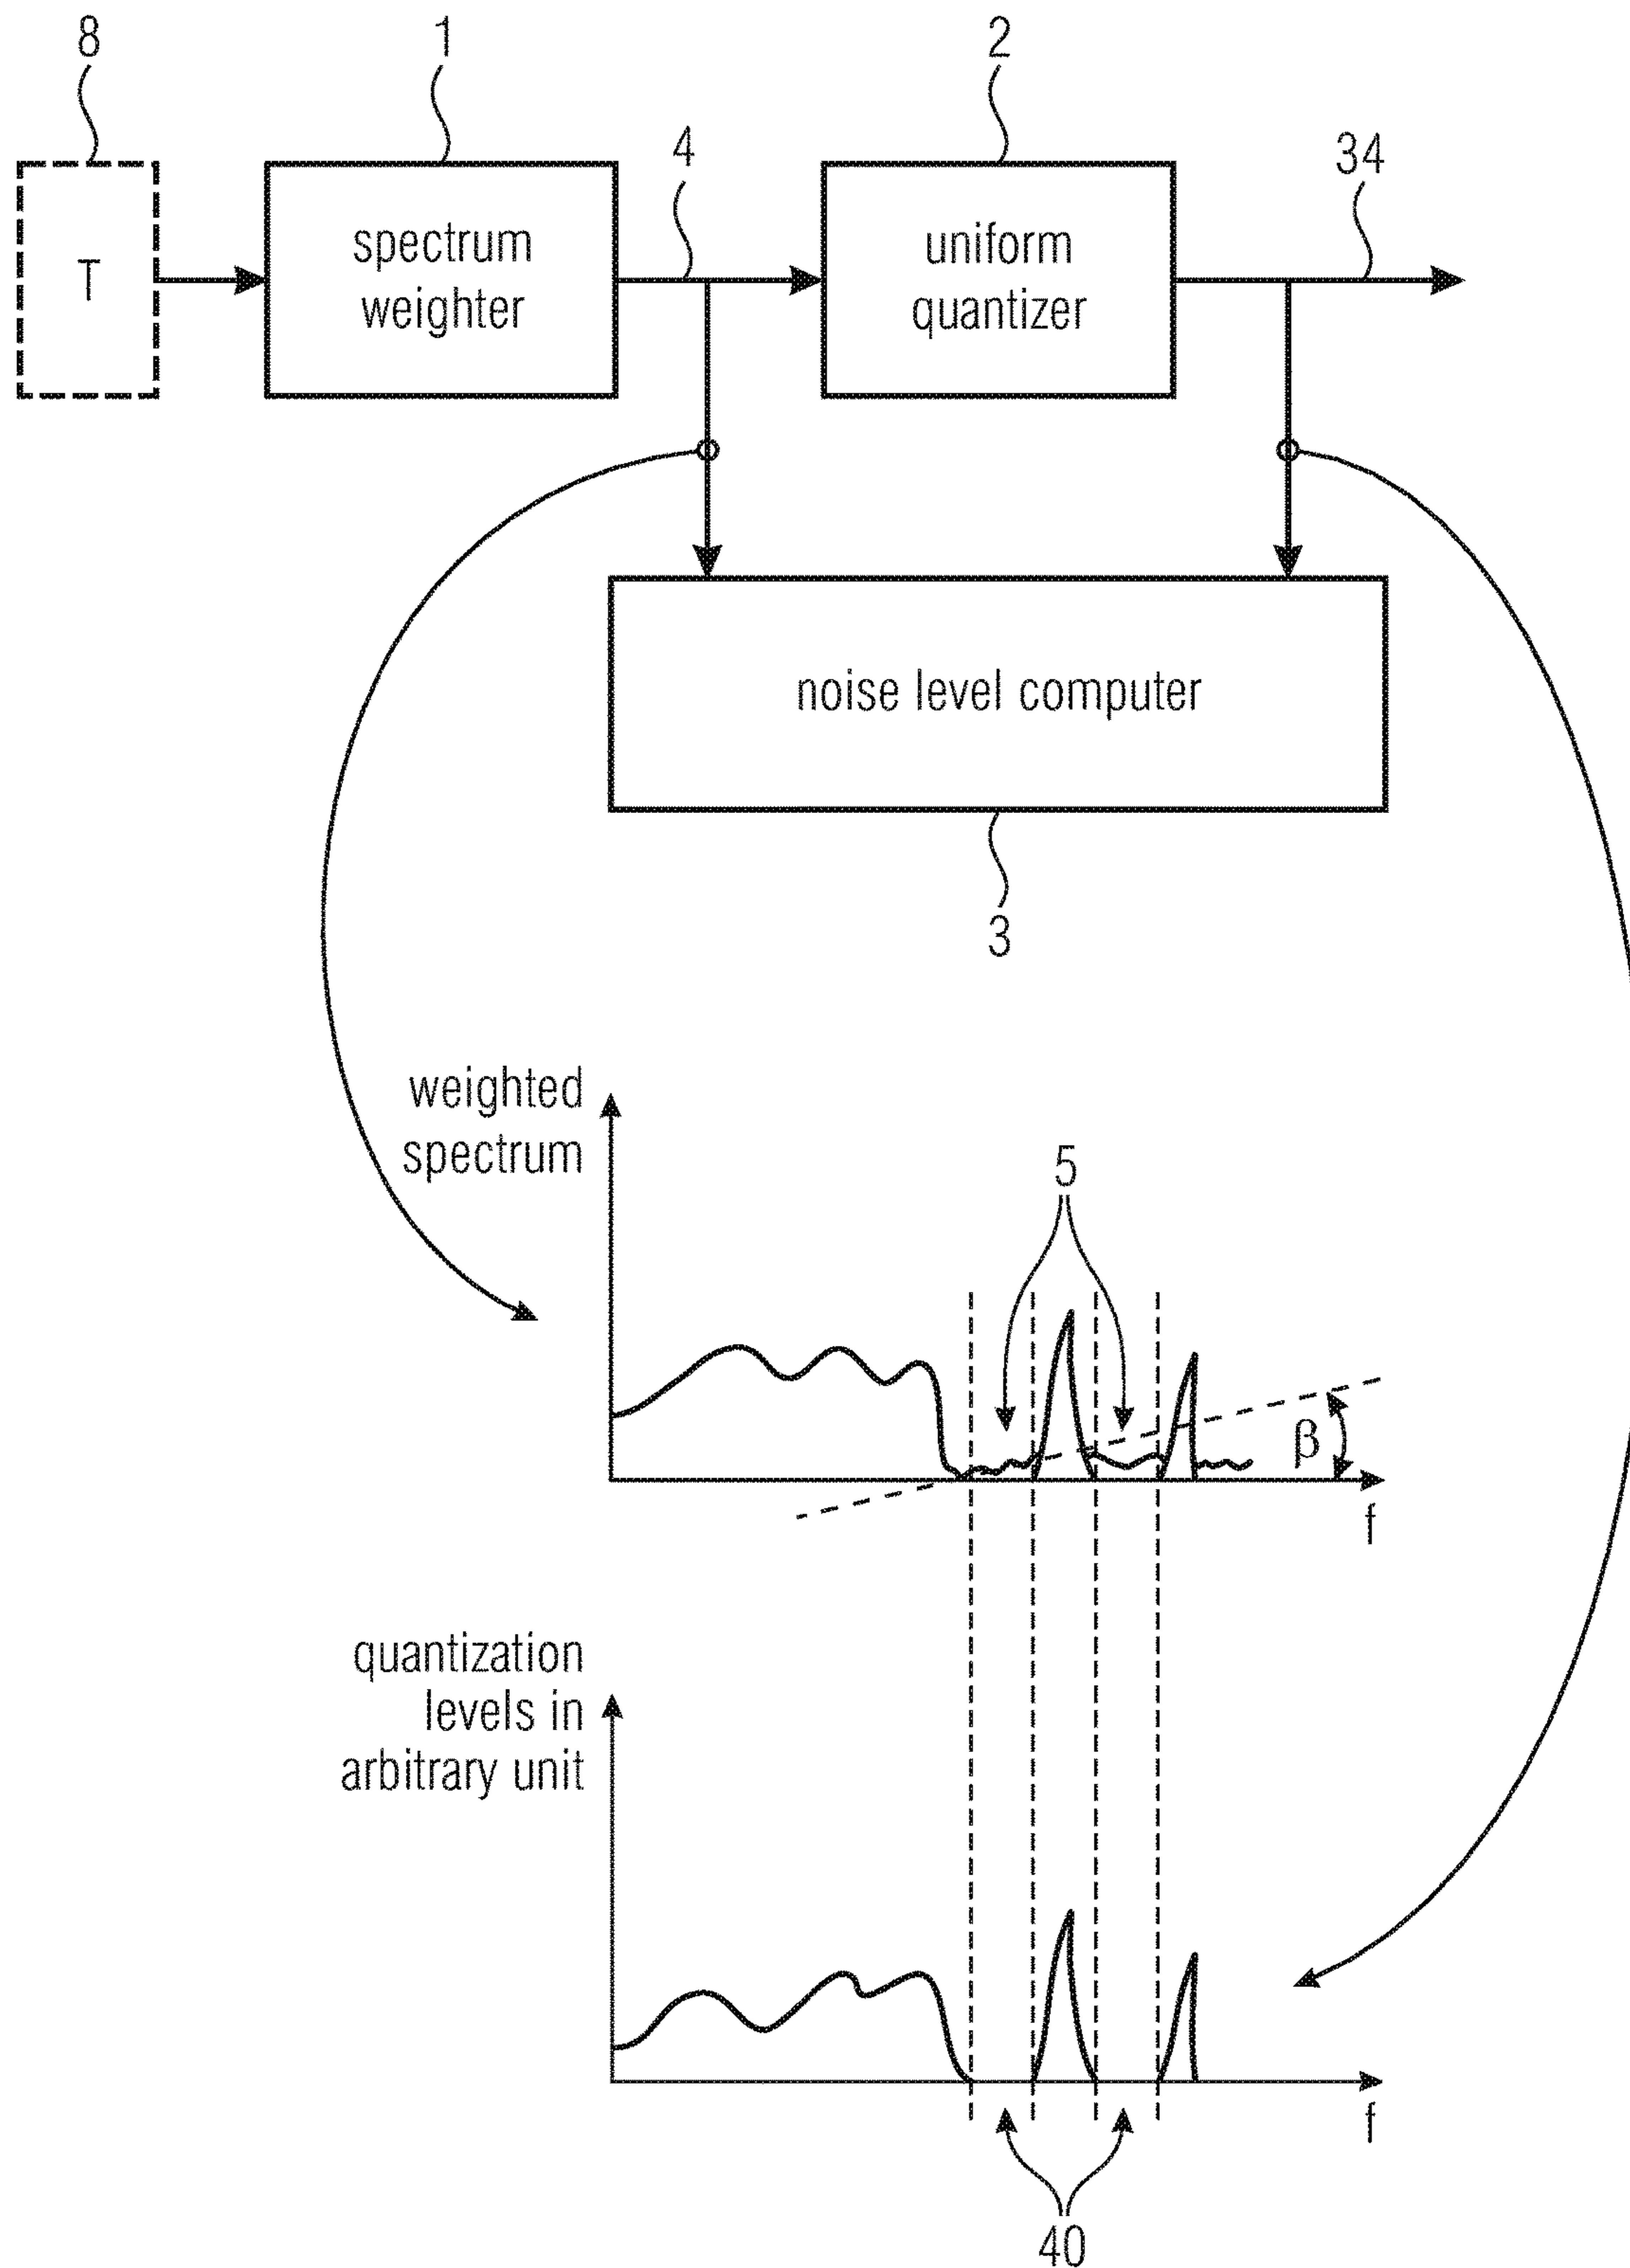 8
1
2
4
34
T
spectrum
weighter
uniform
quantizer
noise level computer
3
weighted
spectrum
5
β
f
quantization
levels in
arbitrary unit
f
40